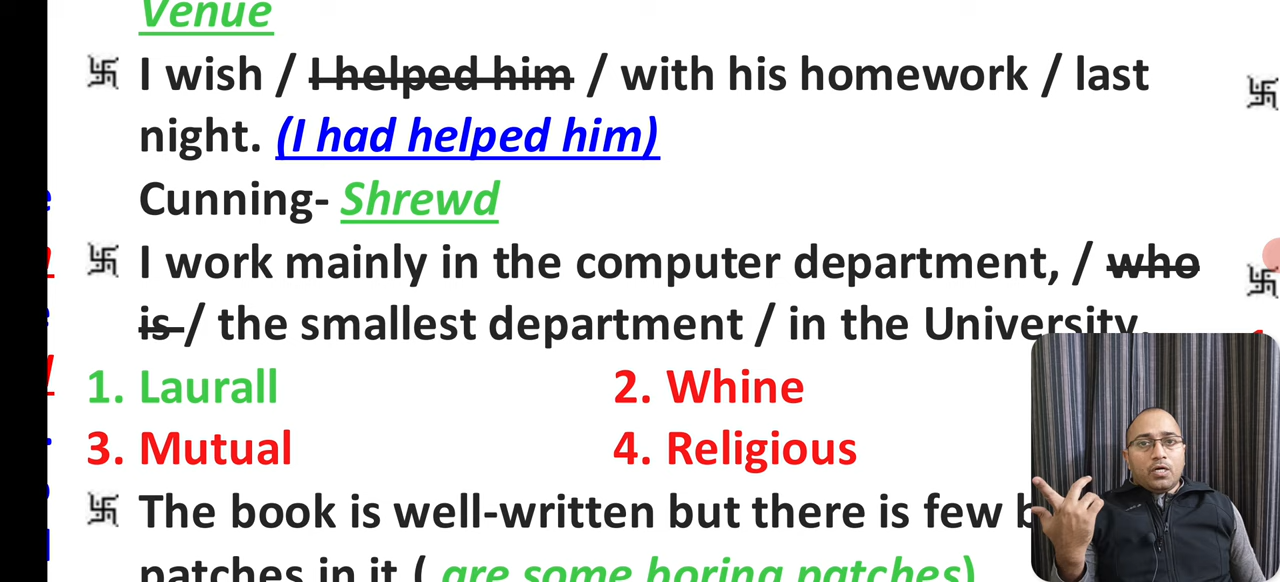 Venue
I wish / I helped him / with his homework / last
night. (I had helped him)
Cunning- Shrewd
I work mainly in the computer department, / who
is / the smallest department / in the University.
1. Laurall 2. Whine
3. Mutual 4. Religious
The book is well-written but there is few
patches in it ( are some boring patches)